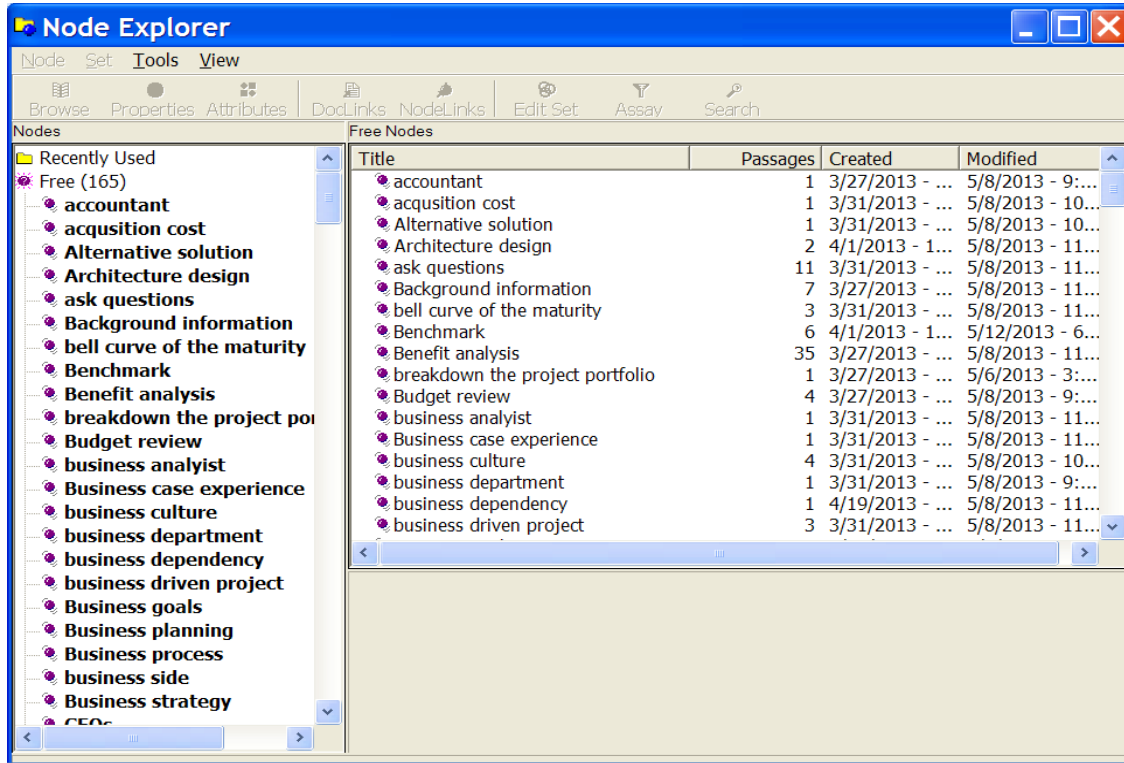 Node Explorer
Node Set Tools View
Browse Properties Attributes DocLinks NodeLinks Edit Set Assay Search
Nodes
Recently Used
Free (165)
accountant
acqusition cost
Alternative solution
Architecture design
ask questions
Background information
bell curve of the maturity
Benchmark
Benefit analysis
breakdown the project por
Budget review
business analyist
Business case experience
business culture
business department
business dependency
business driven project
Business goals
Business planning
Business process
business side
Business strategy
CEOs
Free Nodes
Title Passages Created Modified
accountant 1 3/27/2013 - ... 5/8/2013 - 9:...
acqusition cost 1 3/31/2013 - ... 5/8/2013 - 10...
Alternative solution 1 3/31/2013 - ... 5/8/2013 - 10...
Architecture design 2 4/1/2013 - 1... 5/8/2013 - 11...
ask questions 11 3/31/2013 - ... 5/8/2013 - 11...
Background information 7 3/27/2013 - ... 5/8/2013 - 11...
bell curve of the maturity 3 3/31/2013 - ... 5/8/2013 - 11...
Benchmark 6 4/1/2013 - 1... 5/12/2013 - 6...
Benefit analysis 35 3/27/2013 - ... 5/8/2013 - 11...
breakdown the project portfolio 1 3/27/2013 - ... 5/6/2013 - 3:...
Budget review 4 3/27/2013 - ... 5/8/2013 - 9:...
business analyist 1 3/31/2013 - ... 5/8/2013 - 11...
Business case experience 1 3/31/2013 - ... 5/8/2013 - 11...
business culture 4 3/31/2013 - ... 5/8/2013 - 10...
business department 1 3/31/2013 - ... 5/8/2013 - 9:...
business dependency 1 4/19/2013 - ... 5/8/2013 - 11...
business driven project 3 3/31/2013 - ... 5/8/2013 - 11...